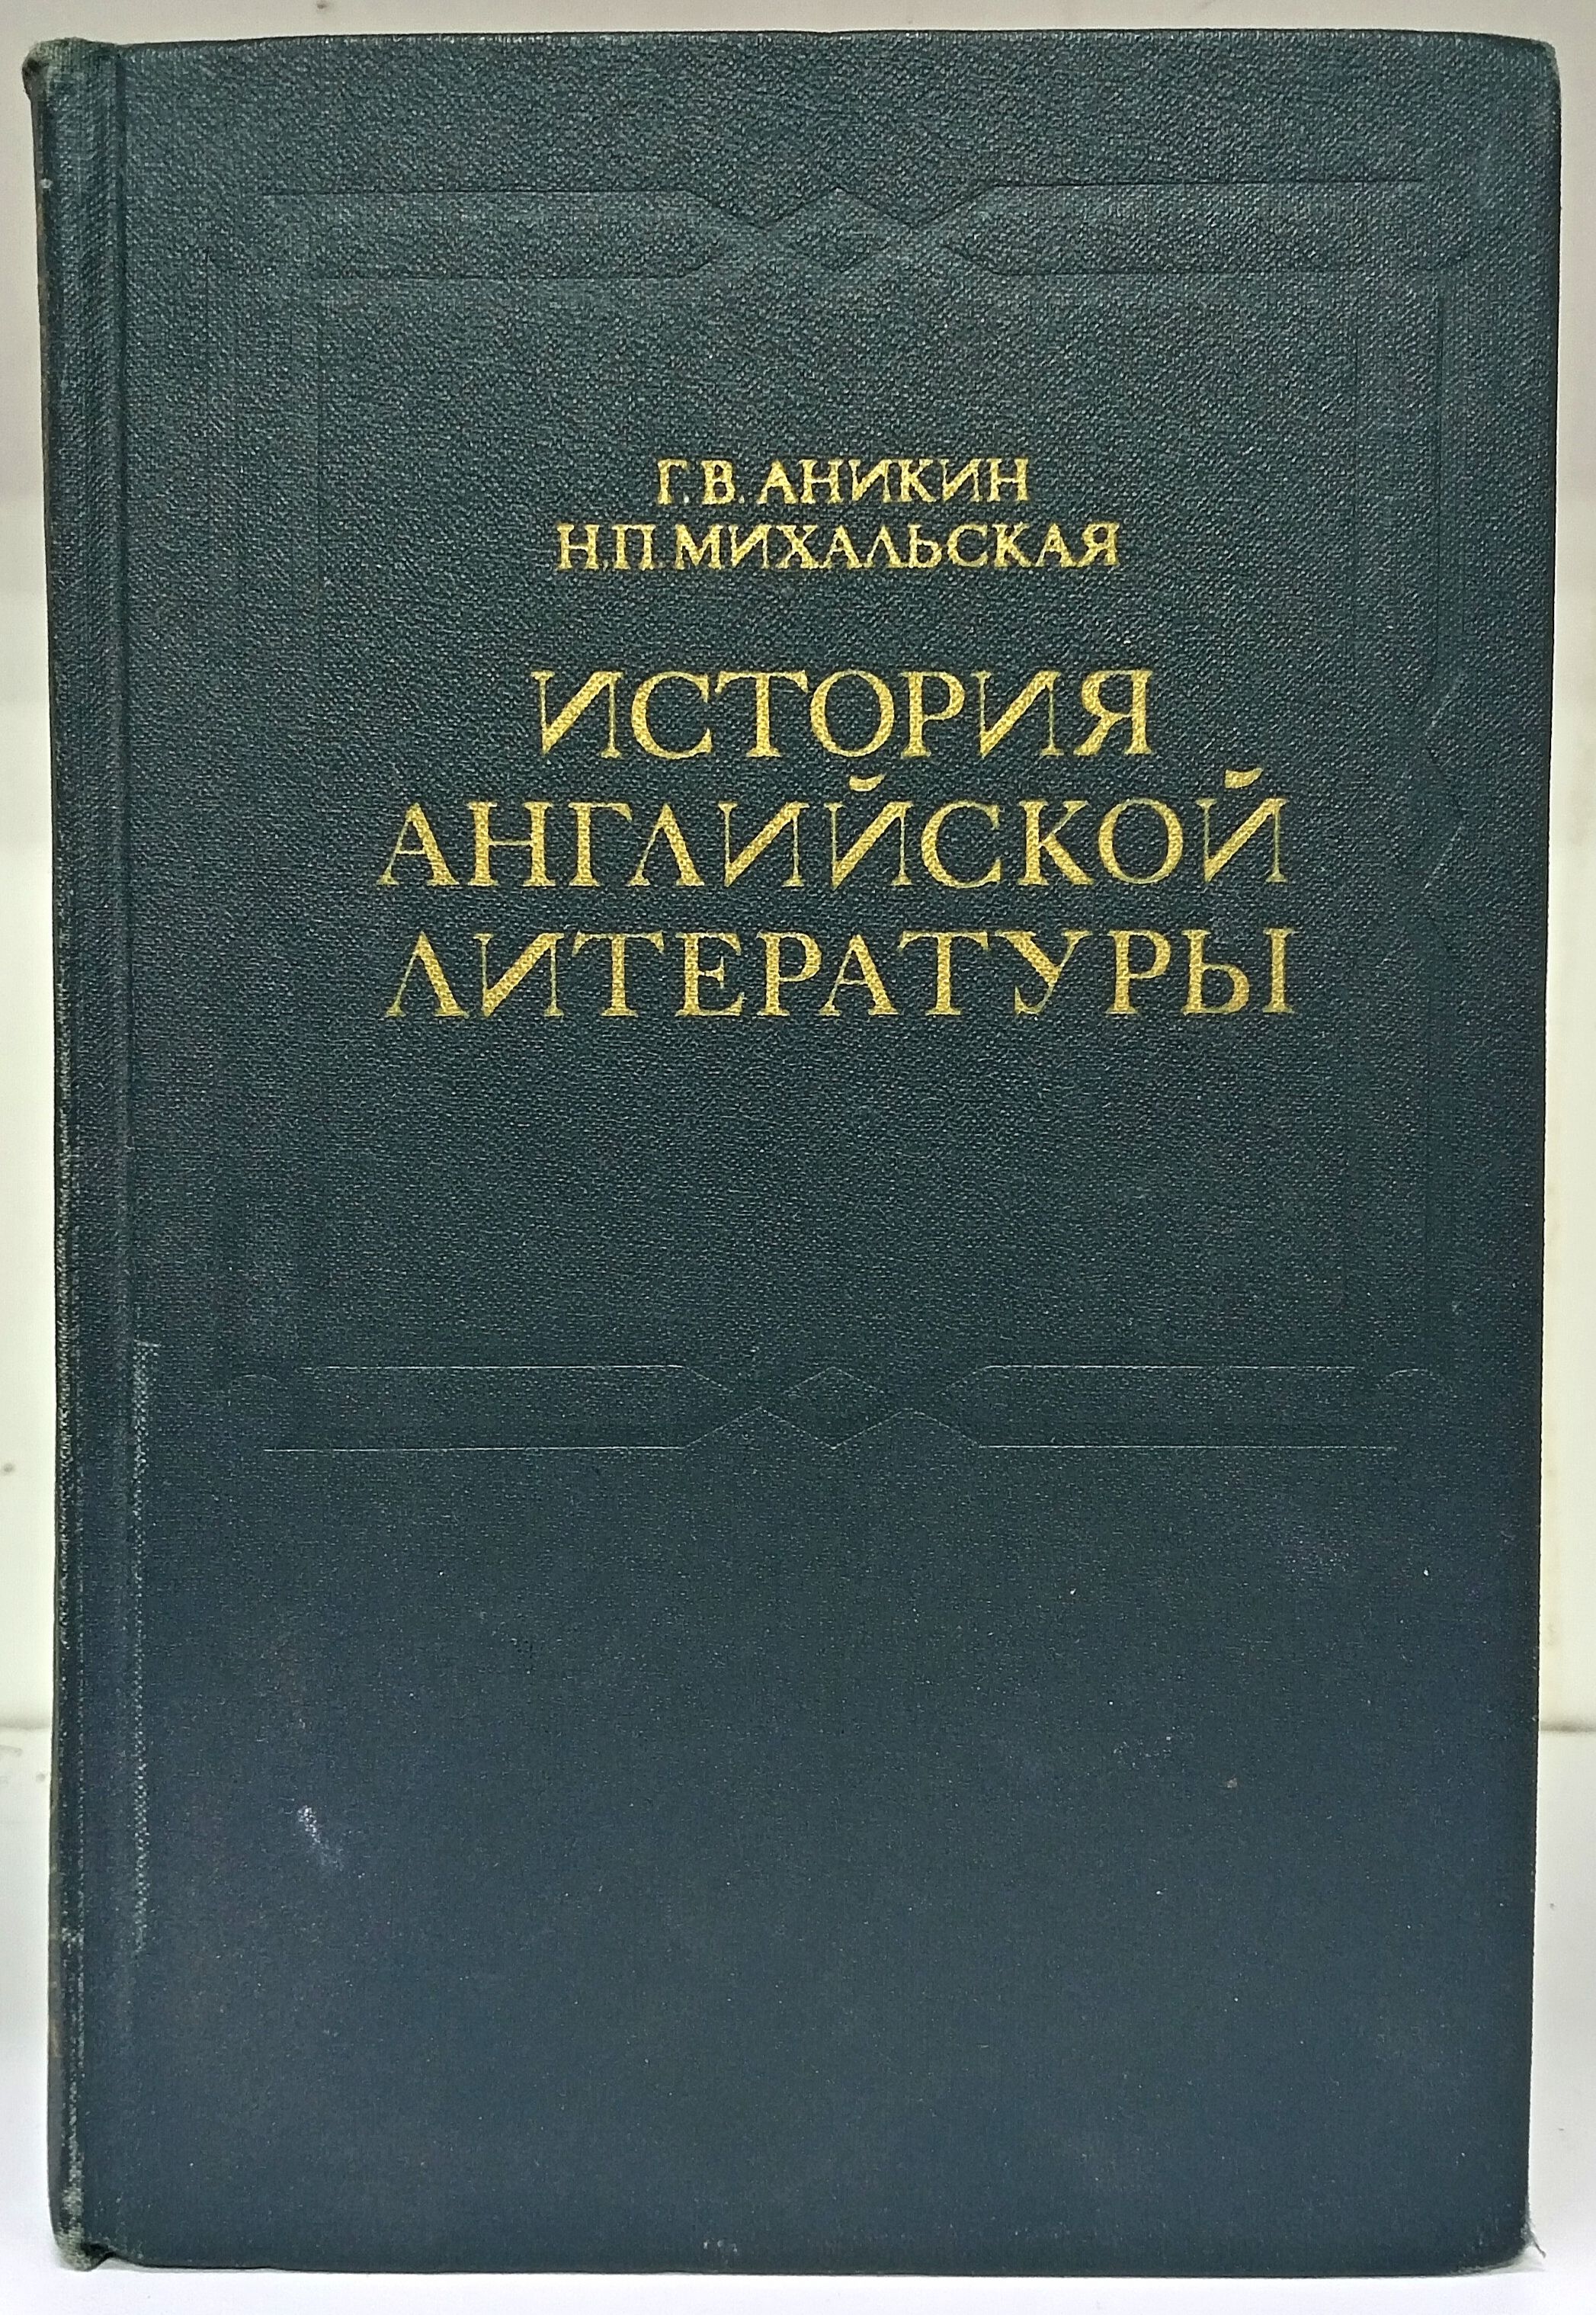 Г. В. АНИКИН
Н. П. МИХАЛЬСКАЯ
ИСТОРИЯ
АНГЛИЙСКОЙ
ЛИТЕРАТУРЫ